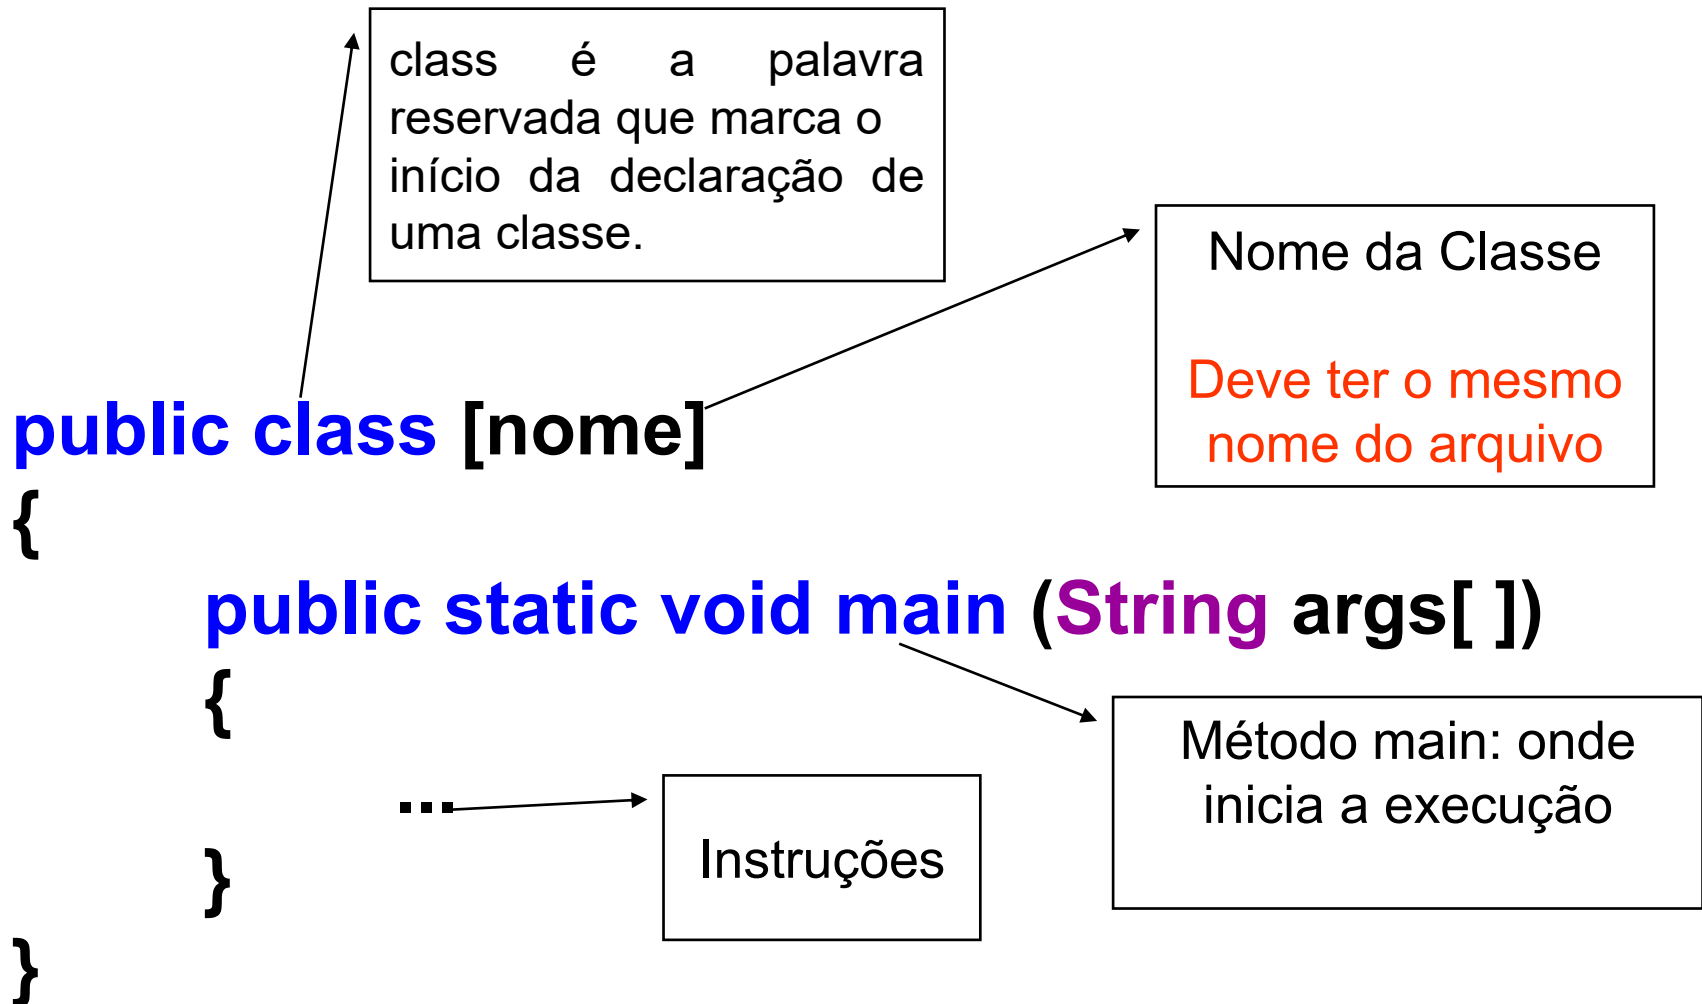 class é a palavra
reservada que marca o
início da declaração de
uma classe.
Nome da Classe
Deve ter o mesmo
nome do arquivo
public class [nome]
{
public static void main (String args[ ])
{
...
}
}
Método main: onde
inicia a execução
Instruções